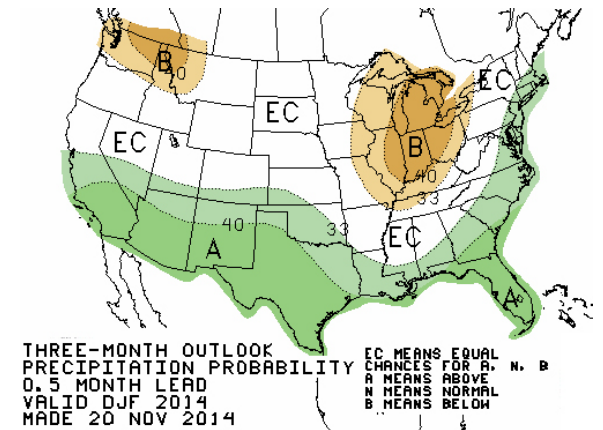 B
40
EC
EC
EC
B
40
33
40
33
EC
A
A
THREE-MONTH OUTLOOK
PRECIPITATION PROBABILITY
0.5 MONTH LEAD
VALID DJF 2014
MADE 20 NOV 2014
EC MEANS EQUAL
CHANCES FOR A, N, B
A MEANS ABOVE
N MEANS NORMAL
B MEANS BELOW